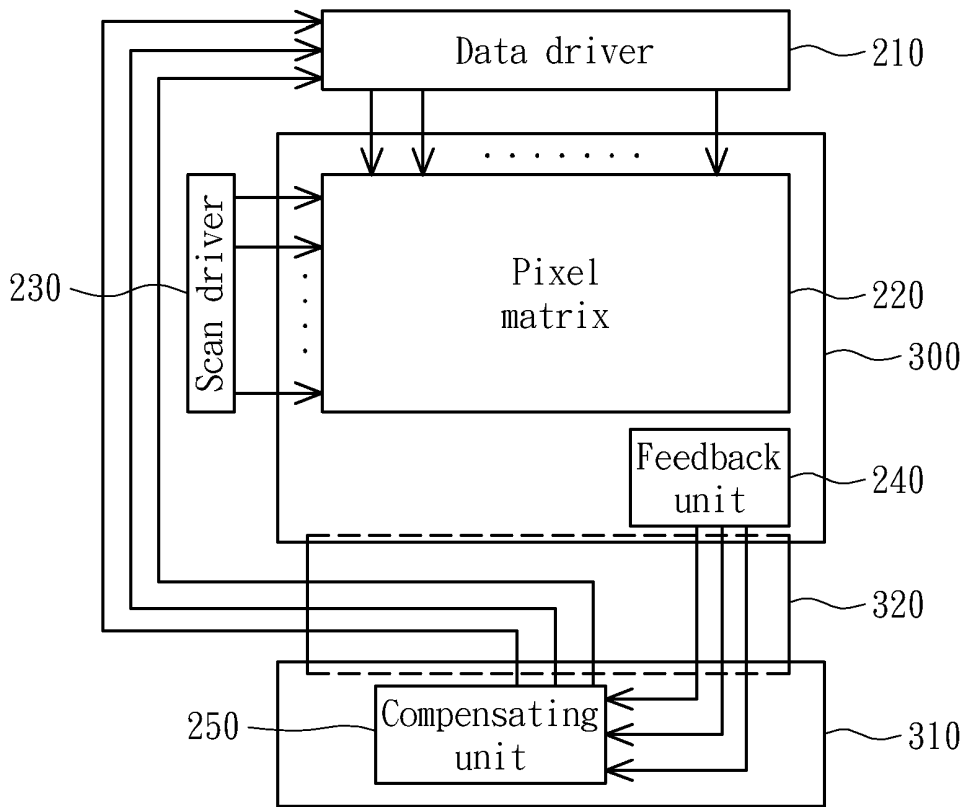 Data driver
210
Scan driver
230
Pixel
matrix
220
300
Feedback
unit
240
320
250
Compensating
unit
310